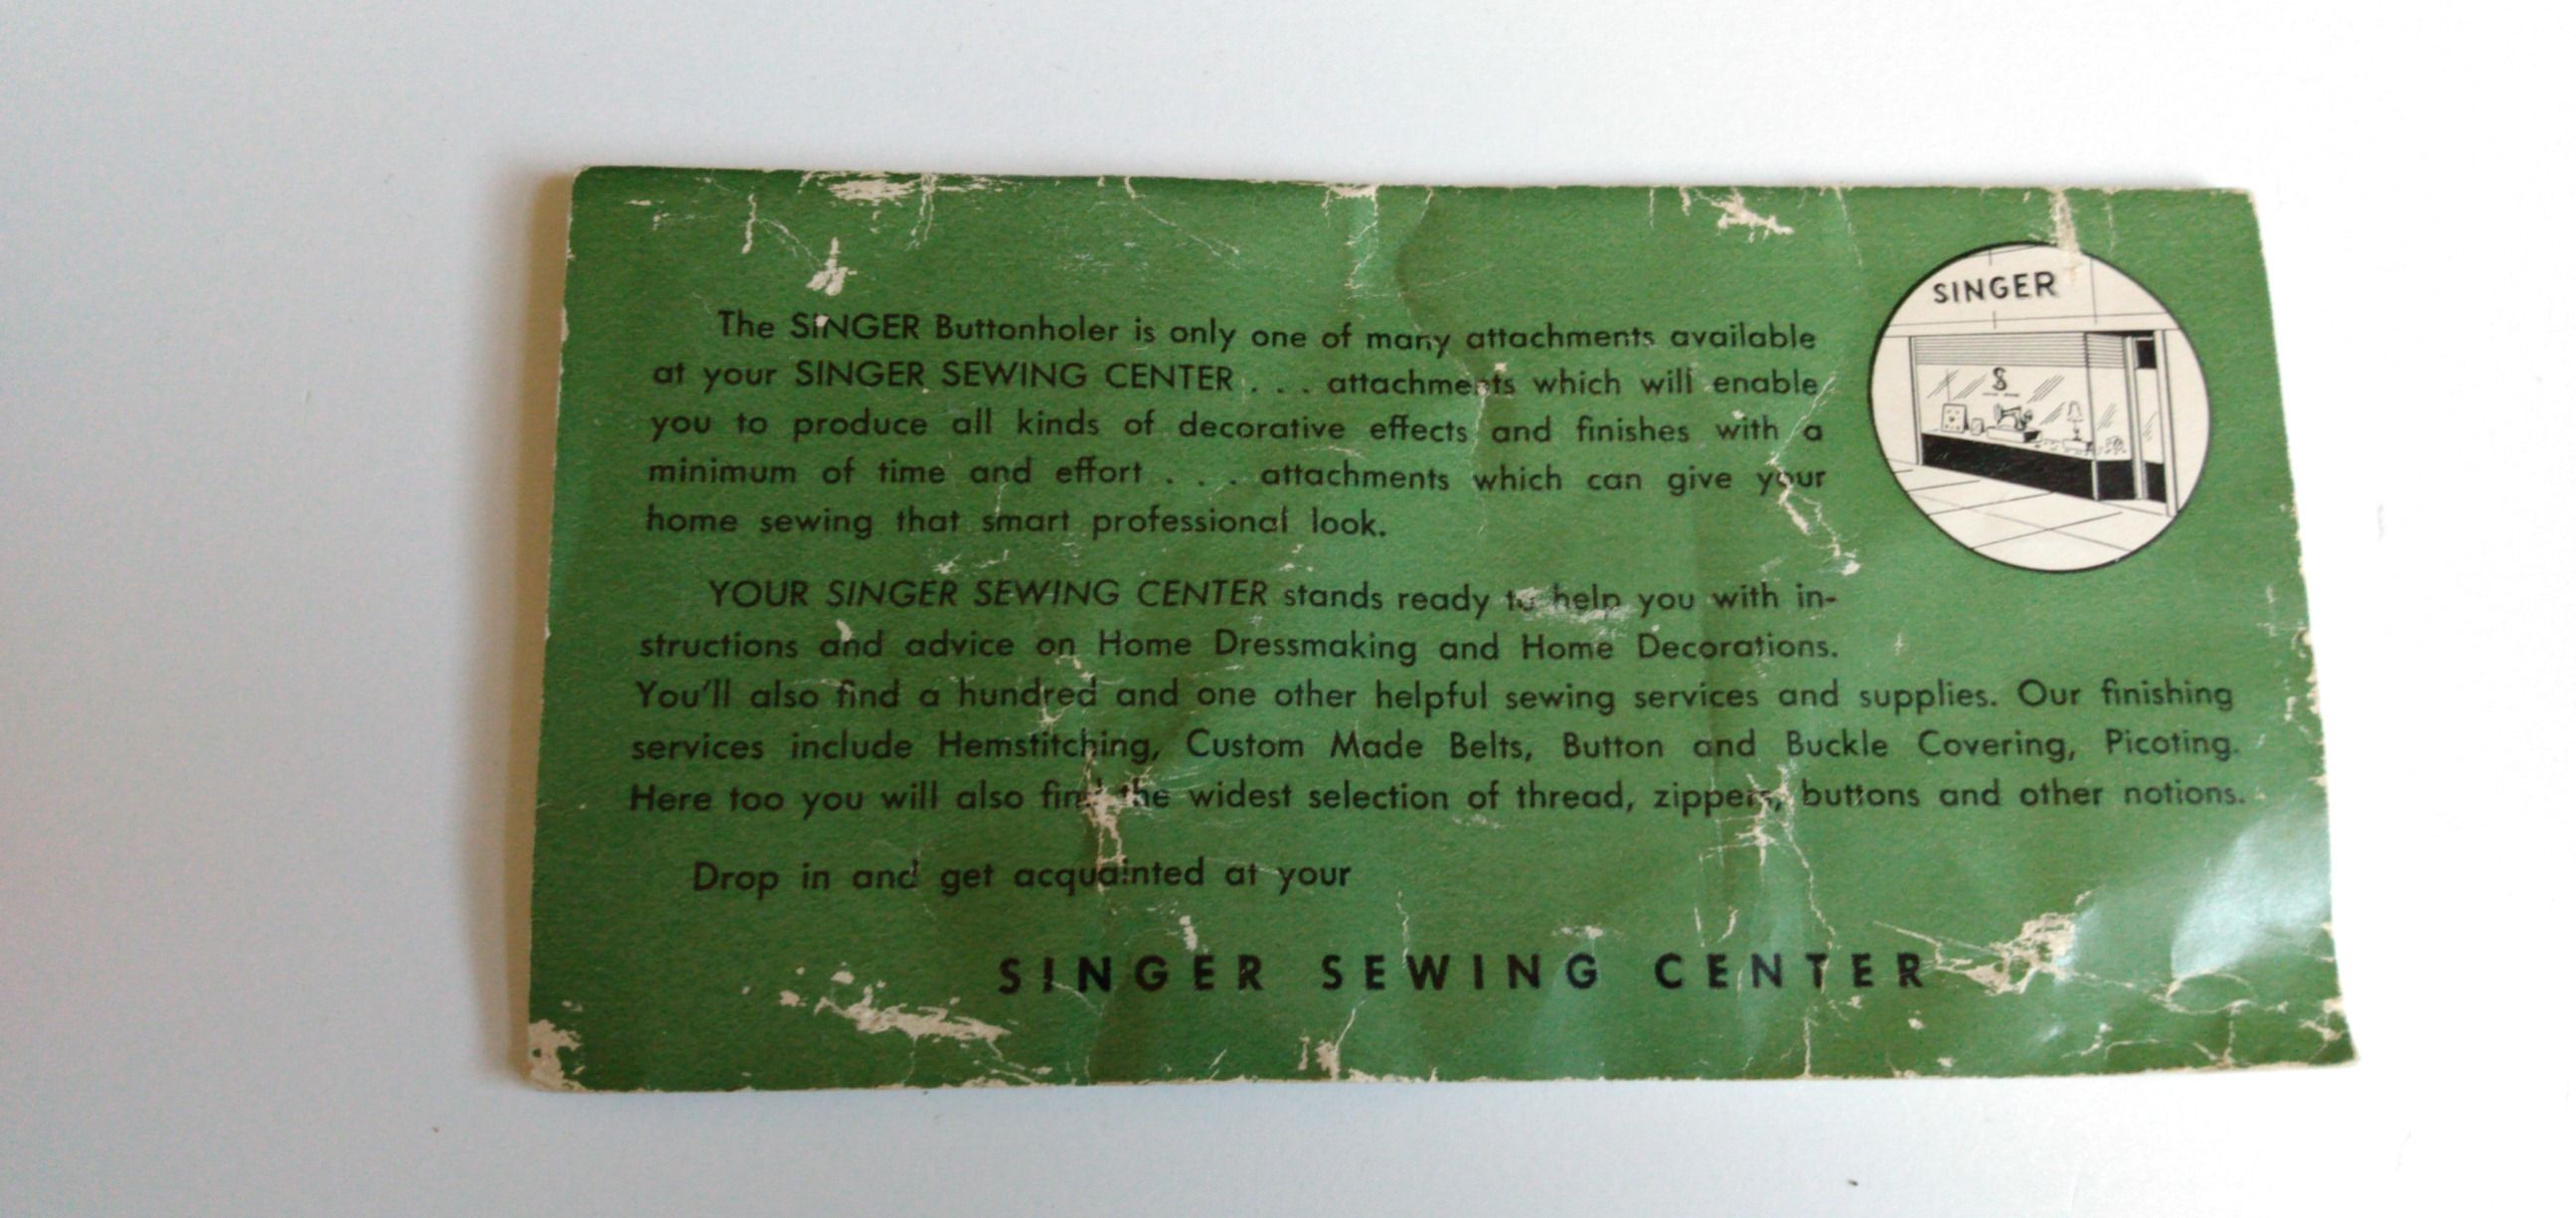 SINGER
The SINGER Buttonholer is only one of many attachments available
at your SINGER SEWING CENTER . . . attachments which will enable
you to produce all kinds of decorative effects and finishes with a
minimum of time and effort . . . attachments which can give your
home sewing that smart professional look.
YOUR SINGER SEWING CENTER stands ready to help you with in-
structions and advice on Home Dressmaking and Home Decorations.
You'll also find a hundred and one other helpful sewing services and supplies. Our finishing
services include Hemstitching, Custom Made Belts, Button and Buckle Covering, Picoting.
Here too you will also find the widest selection of thread, zippers, buttons and other notions.
Drop in and get acquainted at your
SINGER SEWING CENTER